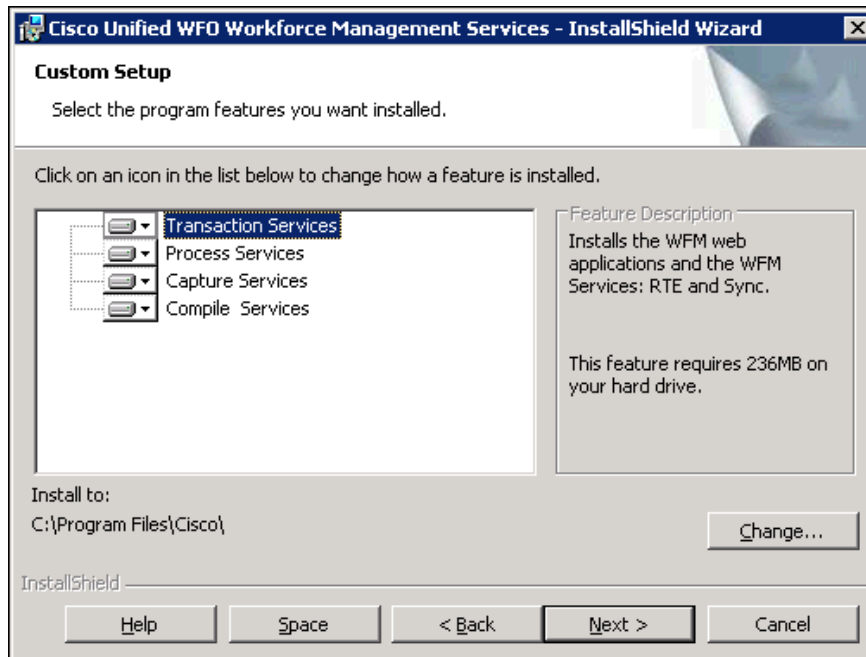 Cisco Unified WFO Workforce Management Services - InstallShield Wizard
Custom Setup
Select the program features you want installed.
Click on an icon in the list below to change how a feature is installed.
Transaction Services
Process Services
Capture Services
Compile Services
Feature Description
Installs the WFM web
applications and the WFM
Services: RTE and Sync.
This feature requires 236MB on
your hard drive.
Install to:
C:\Program Files\Cisco\
Change...
InstallShield
Help
Space
< Back
Next >
Cancel